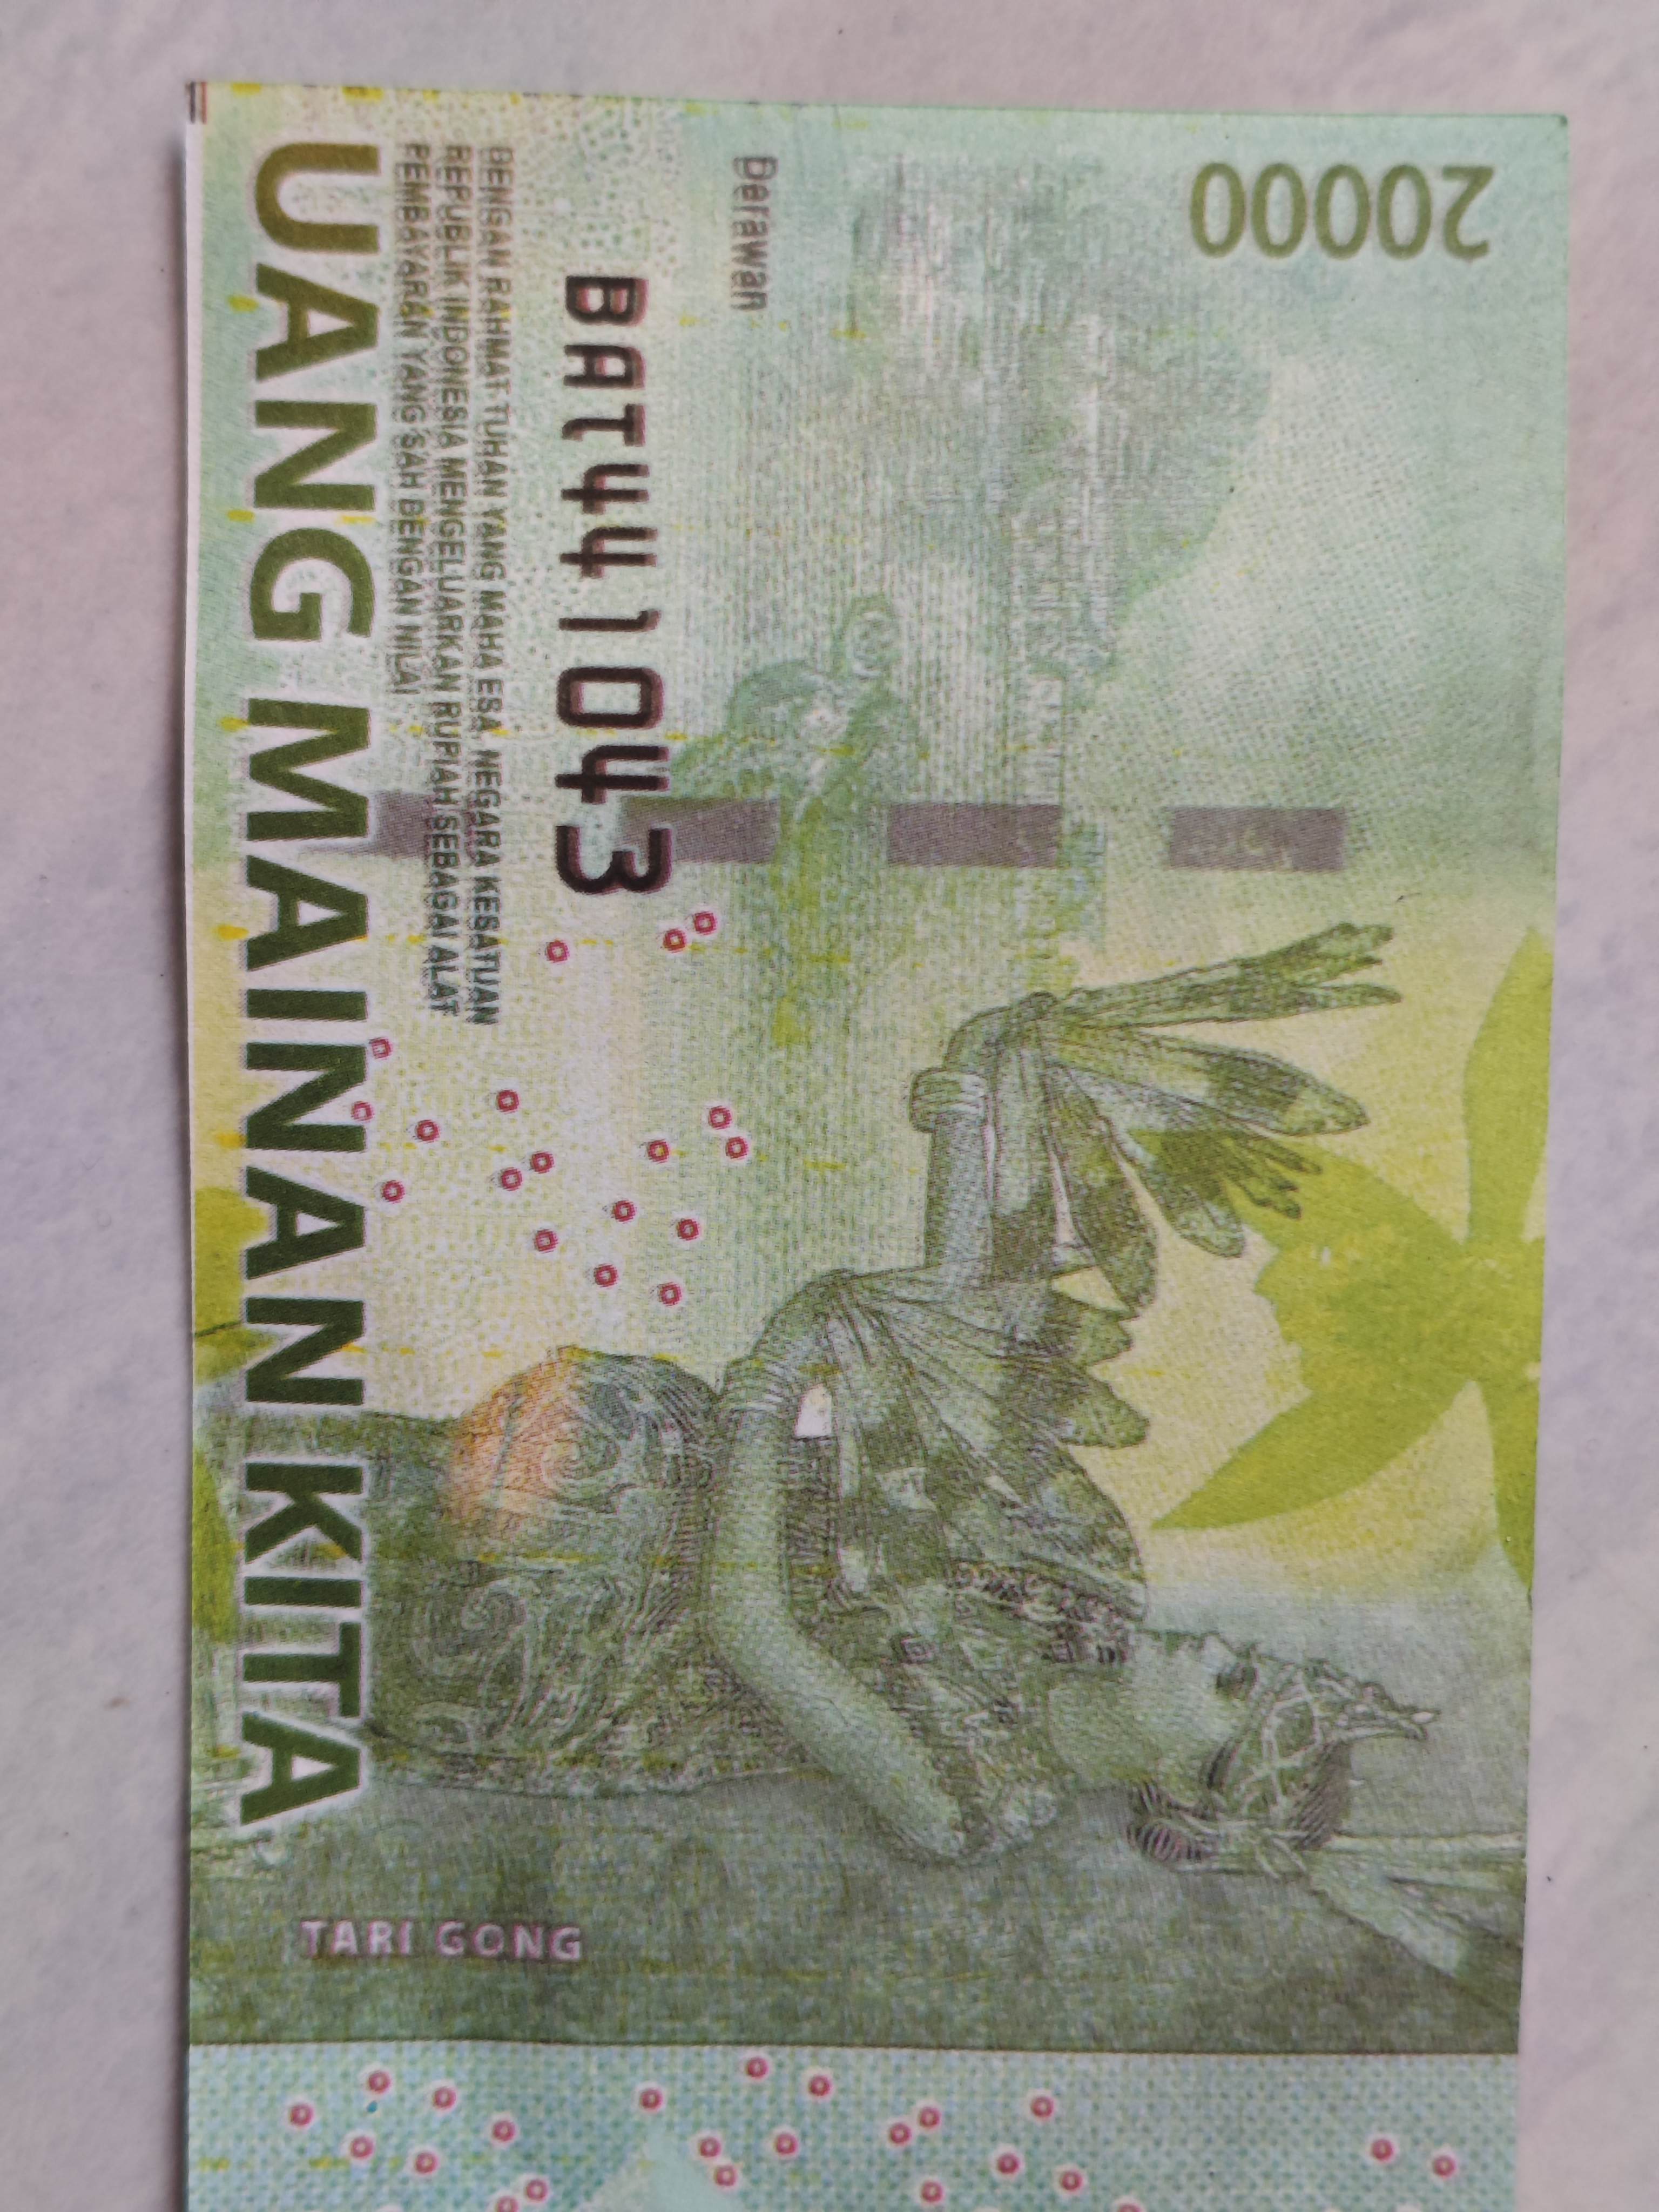 20000
Derawan
BAT441043
DENGAN RAHMAT TUHAN YANG MAHA ESA, NEGARA KESATUAN
REPUBLIK INDONESIA MENGELUARKAN RUPIAH SEBAGAI ALAT
PEMBAYARAN YANG SAH DENGAN NILAI
UANG MAINAN KITA
TARI GONG